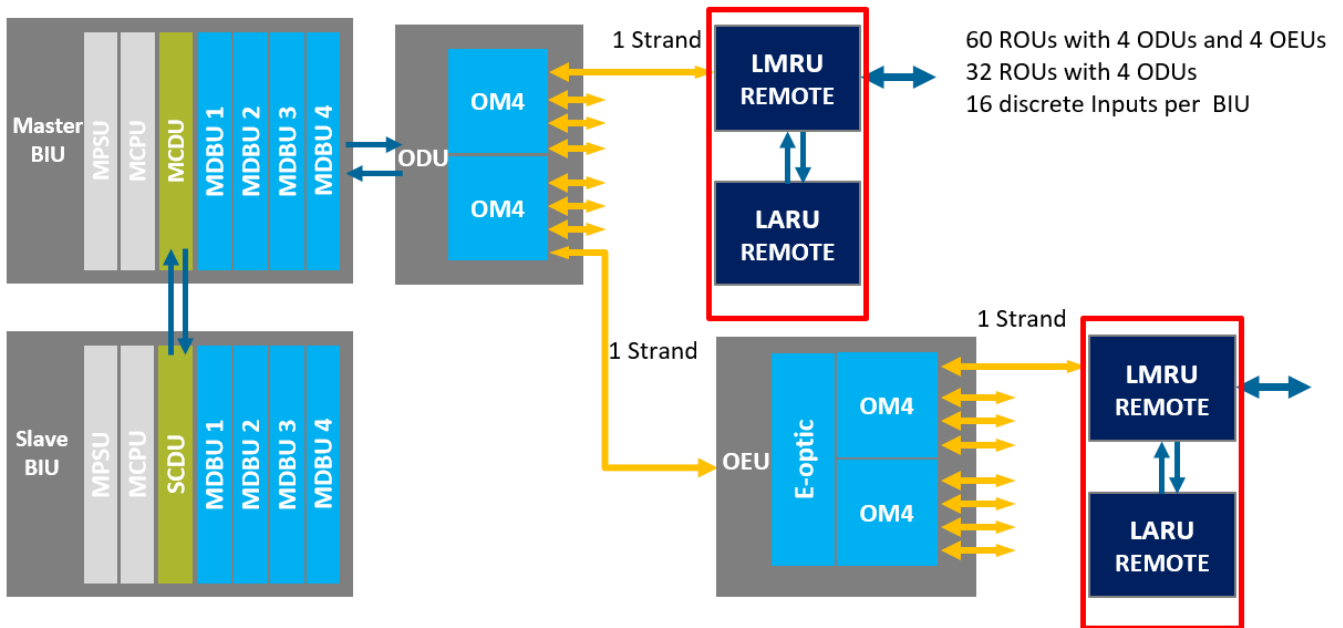 Master
BIU
MPSU
MCPU
MCDU
MDBU 1
MDBU 2
MDBU 3
MDBU 4
ODU
OM4
OM4
1 Strand
LMRU
REMOTE
LARU
REMOTE
60 ROUs with 4 ODUs and 4 OEUs
32 ROUs with 4 ODUs
16 discrete Inputs per BIU
Slave
BIU
MPSU
MCPU
SCDU
MDBU 1
MDBU 2
MDBU 3
MDBU 4
1 Strand
OEU
E-optic
OM4
OM4
1 Strand
LMRU
REMOTE
LARU
REMOTE